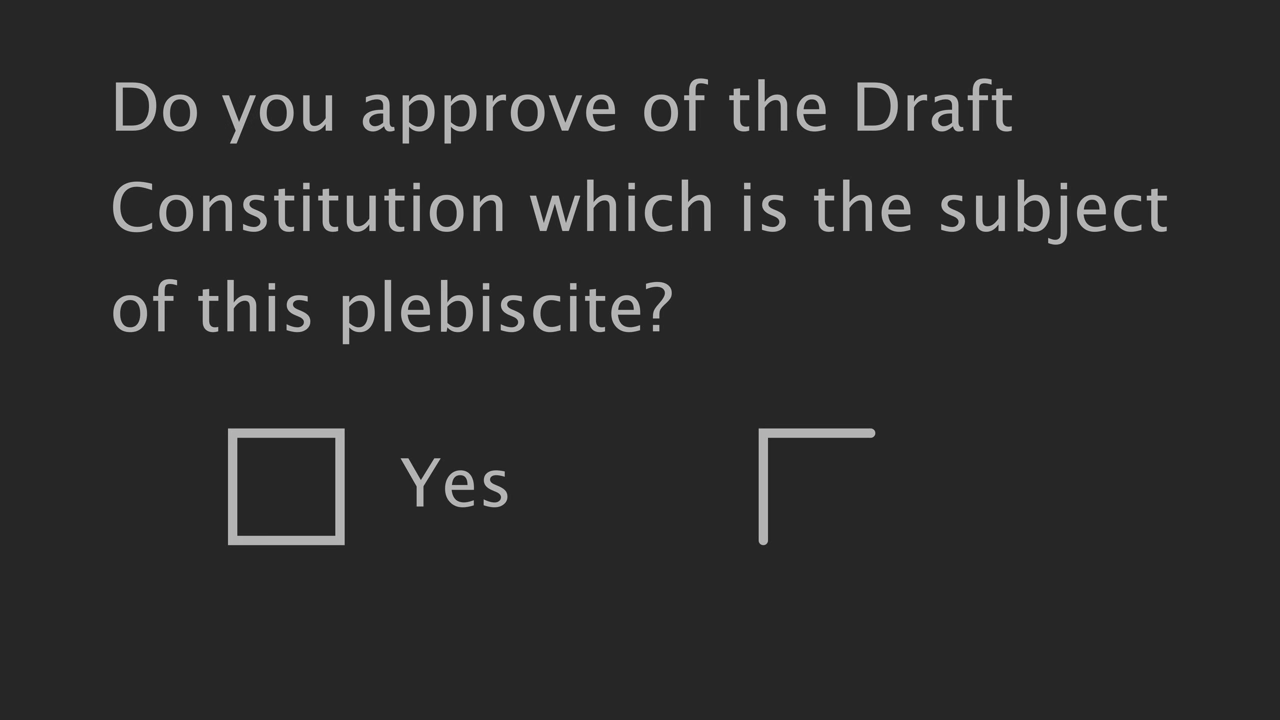 Do you approve of the Draft
Constitution which is the subject
of this plebiscite?
Yes